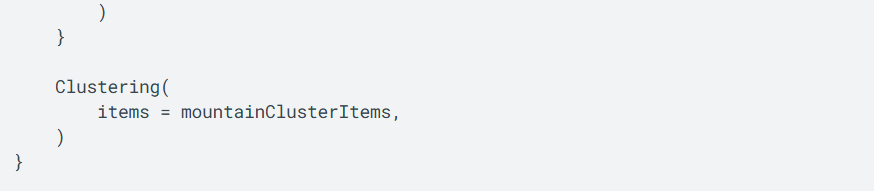 )
    }

    Clustering(
        items = mountainClusterItems,
    )
}